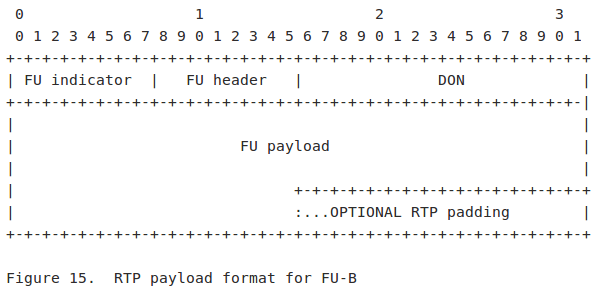 0                   1                   2                   3
 0 1 2 3 4 5 6 7 8 9 0 1 2 3 4 5 6 7 8 9 0 1 2 3 4 5 6 7 8 9 0 1
+-+-+-+-+-+-+-+-+-+-+-+-+-+-+-+-+-+-+-+-+-+-+-+-+-+-+-+-+-+-+-+-+
| FU indicator  |   FU header   |               DON             |
+-+-+-+-+-+-+-+-+-+-+-+-+-+-+-+-+-+-+-+-+-+-+-+-+-+-+-+-+-+-+-+-|
|                                                               |
|                         FU payload                            |
|                                                               |
|                               +-+-+-+-+-+-+-+-+-+-+-+-+-+-+-+-+
|                               :...OPTIONAL RTP padding        |
+-+-+-+-+-+-+-+-+-+-+-+-+-+-+-+-+-+-+-+-+-+-+-+-+-+-+-+-+-+-+-+-+
Figure 15.  RTP payload format for FU-B